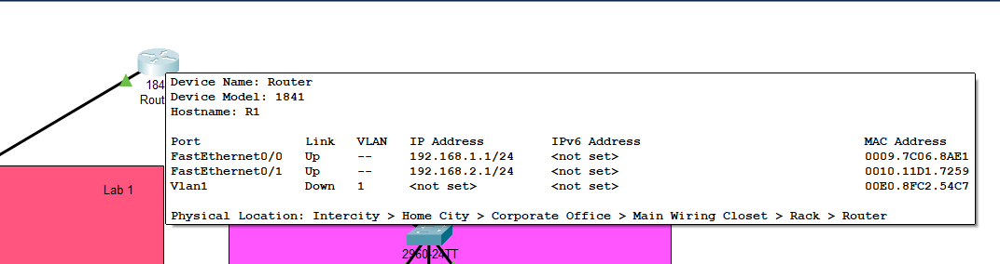 184
Rout
Device Name: Router
Device Model: 1841
Hostname: R1
Port Link VLAN IP Address IPv6 Address MAC Address
FastEthernet0/0 Up -- 192.168.1.1/24 <not set> 0009.7C06.8AE1
FastEthernet0/1 Up -- 192.168.2.1/24 <not set> 0010.11D1.7259
Vlan1 Down 1 <not set> <not set> 00E0.8FC2.54C7
Physical Location: Intercity > Home City > Corporate Office > Main Wiring Closet > Rack > Router
Lab 1
2960-24TT